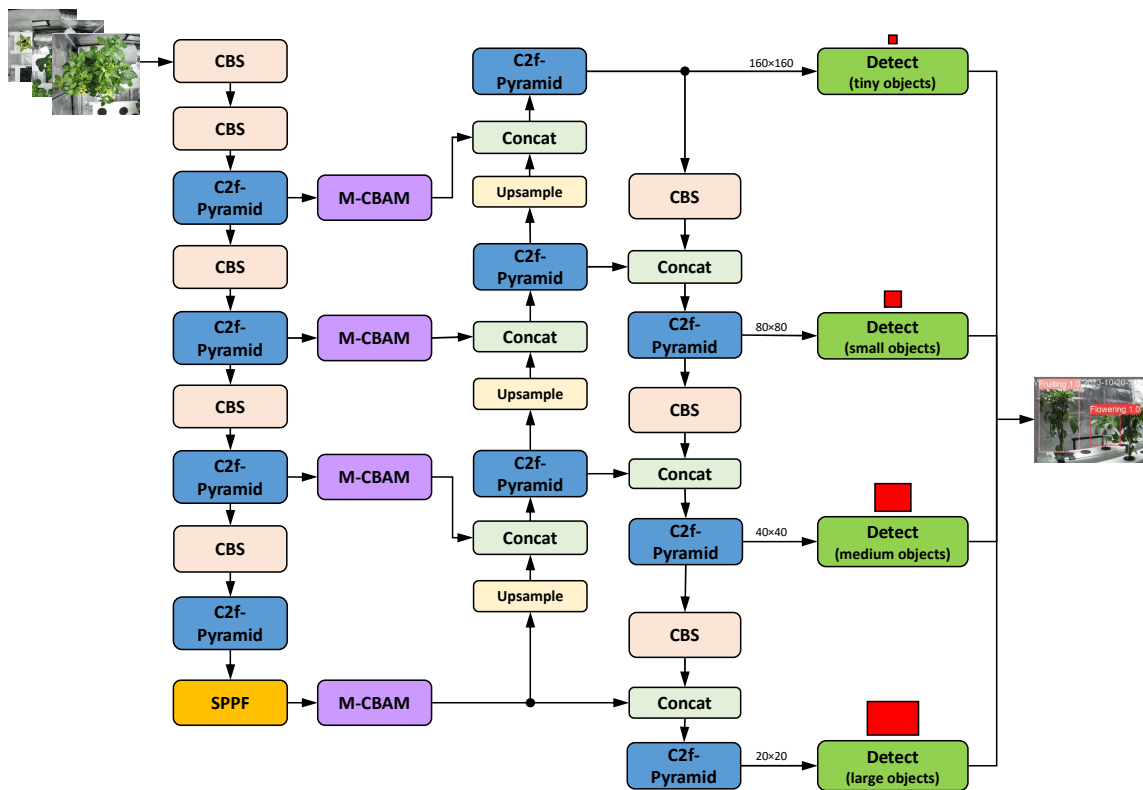 CBS
CBS
C2f-
Pyramid
CBS
C2f-
Pyramid
CBS
C2f-
Pyramid
CBS
C2f-
Pyramid
SPPF
M-CBAM
M-CBAM
M-CBAM
M-CBAM
C2f-
Pyramid
Concat
Upsample
C2f-
Pyramid
Concat
Upsample
C2f-
Pyramid
Concat
Upsample
CBS
Concat
C2f-
Pyramid
CBS
Concat
C2f-
Pyramid
CBS
Concat
C2f-
Pyramid
160×160
80×80
40×40
20×20
Detect
(tiny objects)
Detect
(small objects)
Detect
(medium objects)
Detect
(large objects)
Fruiting 1.0
Flowering 1.0